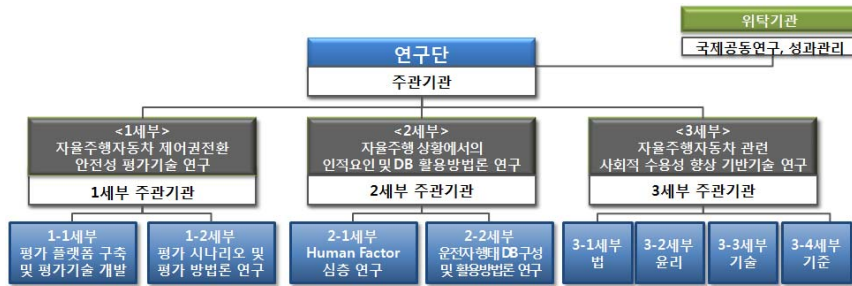 위탁기관
국제공동연구, 성과관리
연구단
주관기관
<1세부>
자율주행자동차 제어권전환
안전성 평가기술 연구
1세부 주관기관
<2세부>
자율주행 상황에서의
인적요인 및 DB 활용방법론 연구
2세부 주관기관
<3세부>
자율주행자동차 관련
사회적 수용성 향상 기반기술 연구
3세부 주관기관
1-1세부
평가 플랫폼 구축
및 평가기술 개발
1-2세부
평가 시나리오 및
평가 방법론 연구
2-1세부
Human Factor
심층 연구
2-2세부
운전자행태 DB구성
및 활용방법론 연구
3-1세부
법
3-2세부
윤리
3-3세부
기술
3-4세부
기준